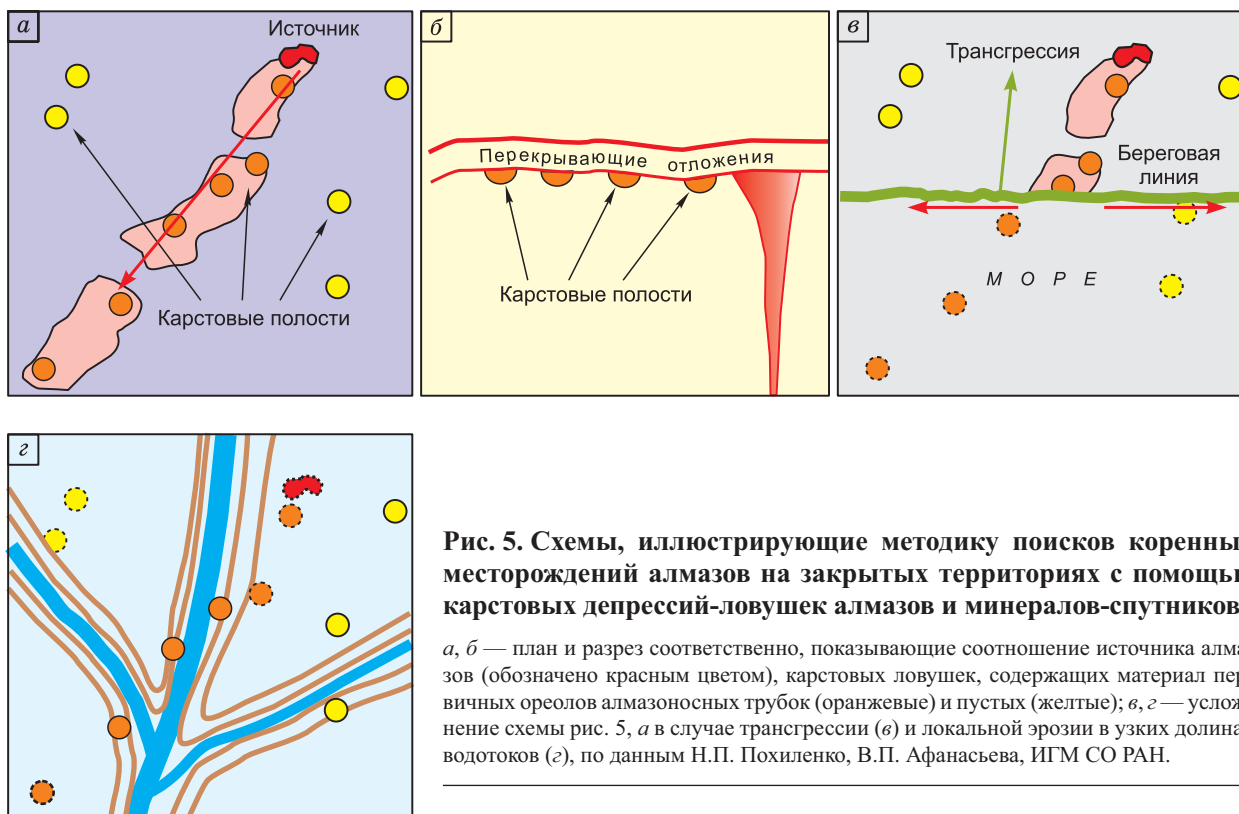 а
Источник
Карстовые полости
б
Перекрывающие отложения
Карстовые полости
в
Трансгрессия
Береговая
линия
МОРЕ
г
Рис. 5. Схемы, иллюстрирующие методику поисков коренны
месторождений алмазов на закрытых территориях с помощь
карстовых депрессий-ловушек алмазов и минералов-спутников
а, б — план и разрез соответственно, показывающие соотношение источника алма
зов (обозначено красным цветом), карстовых ловушек, содержащих материал пер
вичных ореолов алмазоносных трубок (оранжевые) и пустых (желтые); в, г — услож
нение схемы рис. 5, а в случае трансгрессии (в) и локальной эрозии в узких долина
водотоков (г), по данным Н.П. Похиленко, В.П. Афанасьева, ИГМ СО РАН.